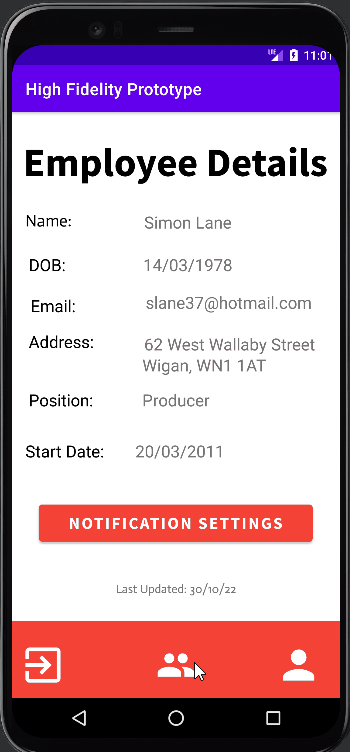 LTE 11:01
High Fidelity Prototype
Employee Details
Name: Simon Lane
DOB: 14/03/1978
Email: slane37@hotmail.com
Address: 62 West Wallaby Street
Wigan, WN1 1AT
Position: Producer
Start Date: 20/03/2011
NOTIFICATION SETTINGS
Last Updated: 30/10/22